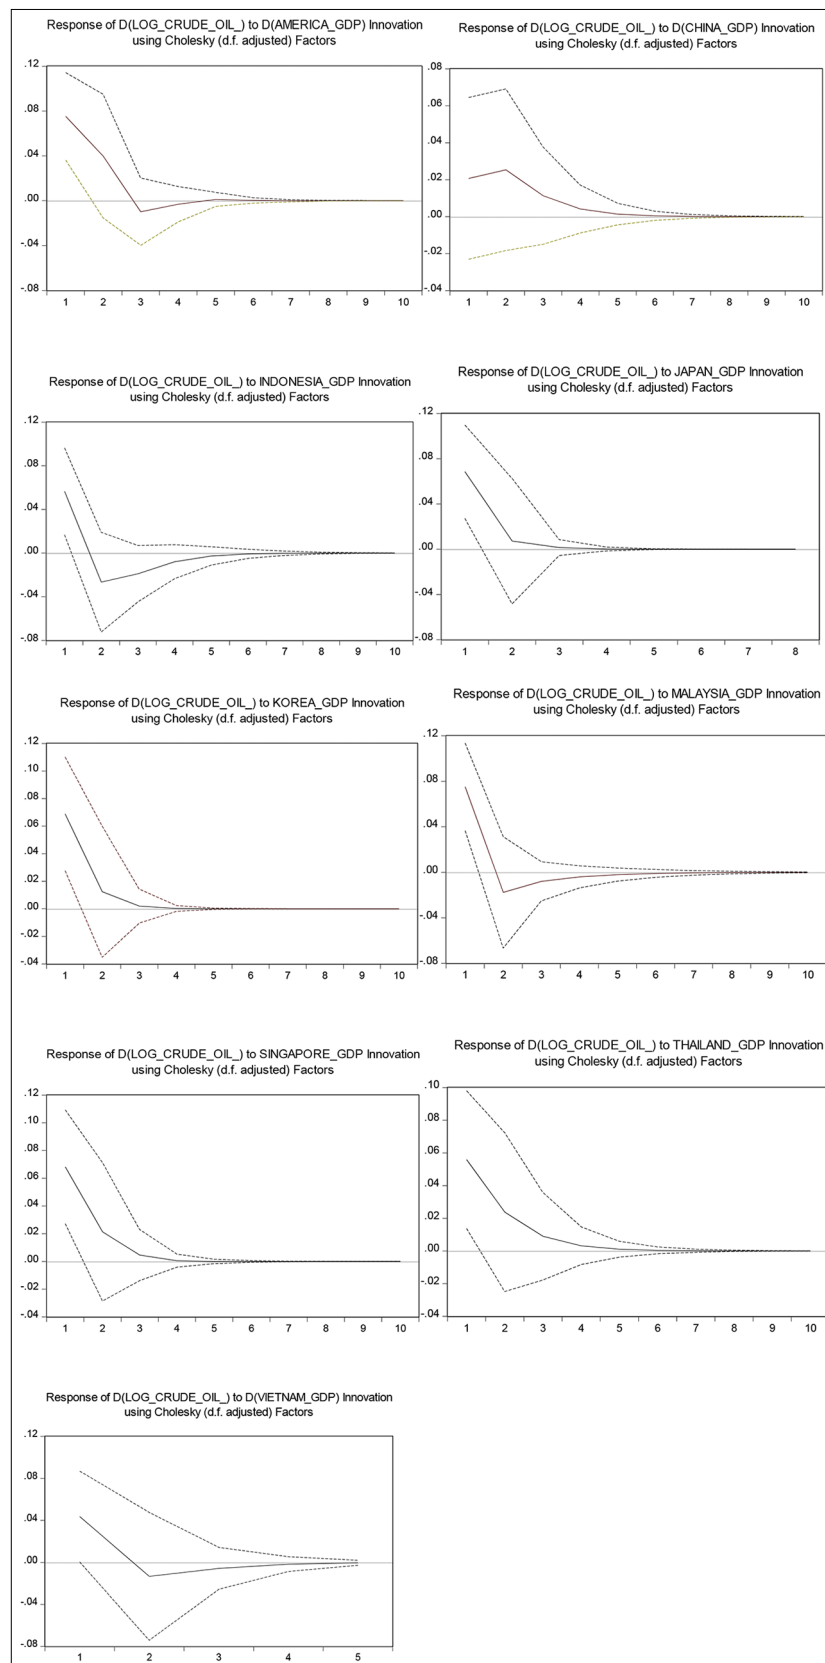 Response of D(LOG_CRUDE_OIL_) to D(AMERICA_GDP) Innovation
using Cholesky (d.f. adjusted) Factors
.12
.08
.04
.00
-.04
-.08
1 2 3 4 5 6 7 8 9 10
Response of D(LOG_CRUDE_OIL_) to D(CHINA_GDP) Innovation
using Cholesky (d.f. adjusted) Factors
.08
.06
.04
.02
.00
-.02
-.04
1 2 3 4 5 6 7 8 9 10
Response of D(LOG_CRUDE_OIL_) to INDONESIA_GDP Innovation
using Cholesky (d.f. adjusted) Factors
.12
.08
.04
.00
-.04
-.08
1 2 3 4 5 6 7 8 9 10
Response of D(LOG_CRUDE_OIL_) to JAPAN_GDP Innovation
using Cholesky (d.f. adjusted) Factors
.12
.08
.04
.00
-.04
-.08
1 2 3 4 5 6 7 8
Response of D(LOG_CRUDE_OIL_) to KOREA_GDP Innovation
using Cholesky (d.f. adjusted) Factors
.12
.10
.08
.06
.04
.02
.00
-.02
-.04
1 2 3 4 5 6 7 8 9 10
Response of D(LOG_CRUDE_OIL_) to MALAYSIA_GDP Innovation
using Cholesky (d.f. adjusted) Factors
.12
.08
.04
.00
-.04
-.08
1 2 3 4 5 6 7 8 9 10
Response of D(LOG_CRUDE_OIL_) to SINGAPORE_GDP Innovation
using Cholesky (d.f. adjusted) Factors
.12
.10
.08
.06
.04
.02
.00
-.02
-.04
1 2 3 4 5 6 7 8 9 10
Response of D(LOG_CRUDE_OIL_) to THAILAND_GDP Innovation
using Cholesky (d.f. adjusted) Factors
.10
.08
.06
.04
.02
.00
-.02
-.04
1 2 3 4 5 6 7 8 9 10
Response of D(LOG_CRUDE_OIL_) to D(VIETNAM_GDP) Innovation
using Cholesky (d.f. adjusted) Factors
.12
.08
.04
.00
-.04
-.08
1 2 3 4 5